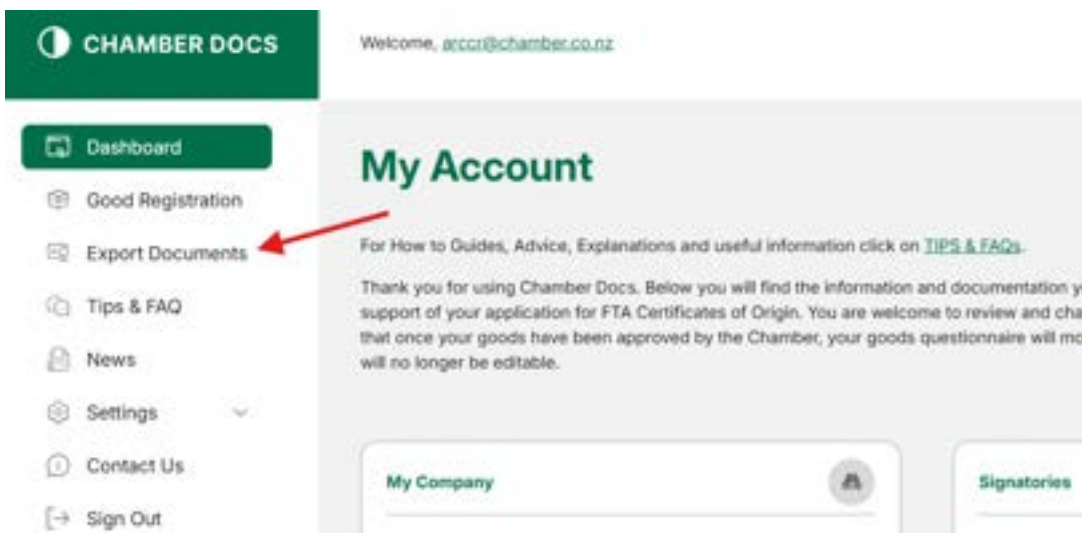 CHAMBER DOCS
Welcome, arccr@chamber.co.nz
Dashboard
Good Registration
Export Documents
Tips & FAQ
News
Settings
Contact Us
Sign Out
My Account
For How to Guides, Advice, Explanations and useful information click on TIPS & FAQs.
Thank you for using Chamber Docs. Below you will find the information and documentation y
support of your application for FTA Certificates of Origin. You are welcome to review and cha
that once your goods have been approved by the Chamber, your goods questionnaire will mo
will no longer be editable.
My Company
Signatories